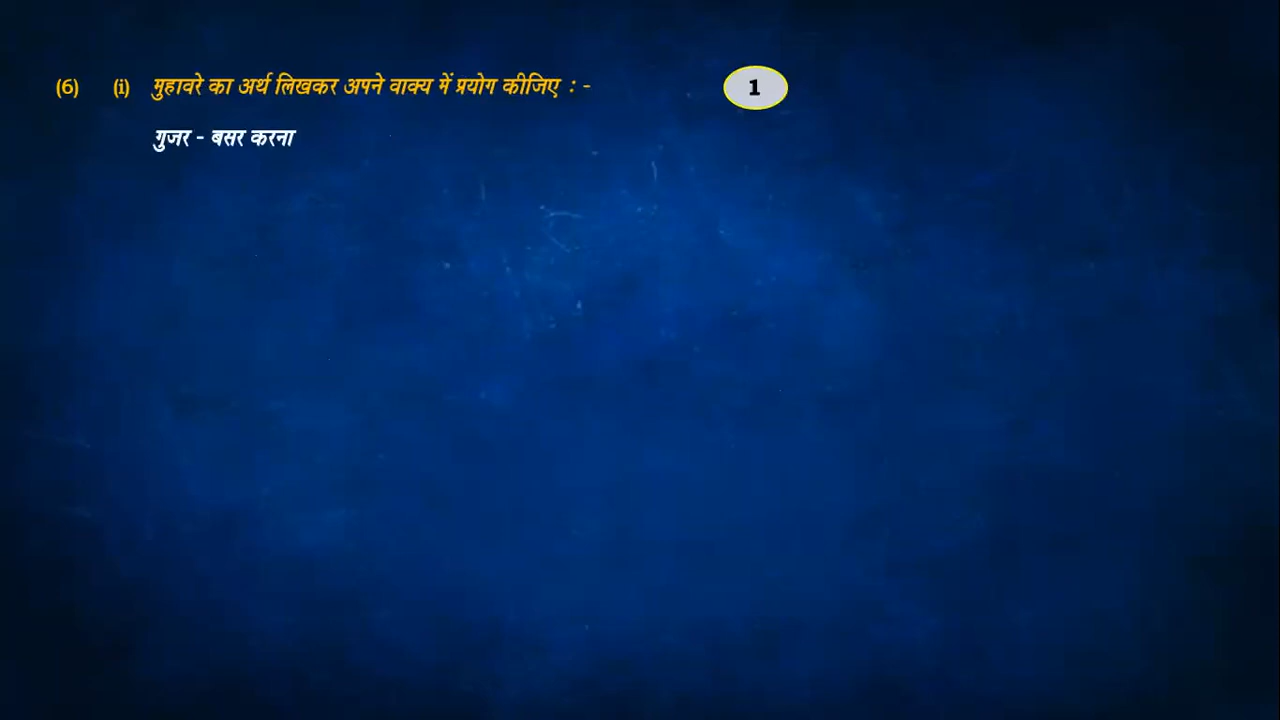 (6) (i) मुहावरे का अर्थ लिखकर अपने वाक्य में प्रयोग कीजिए : - 1
गुजर - बसर करना